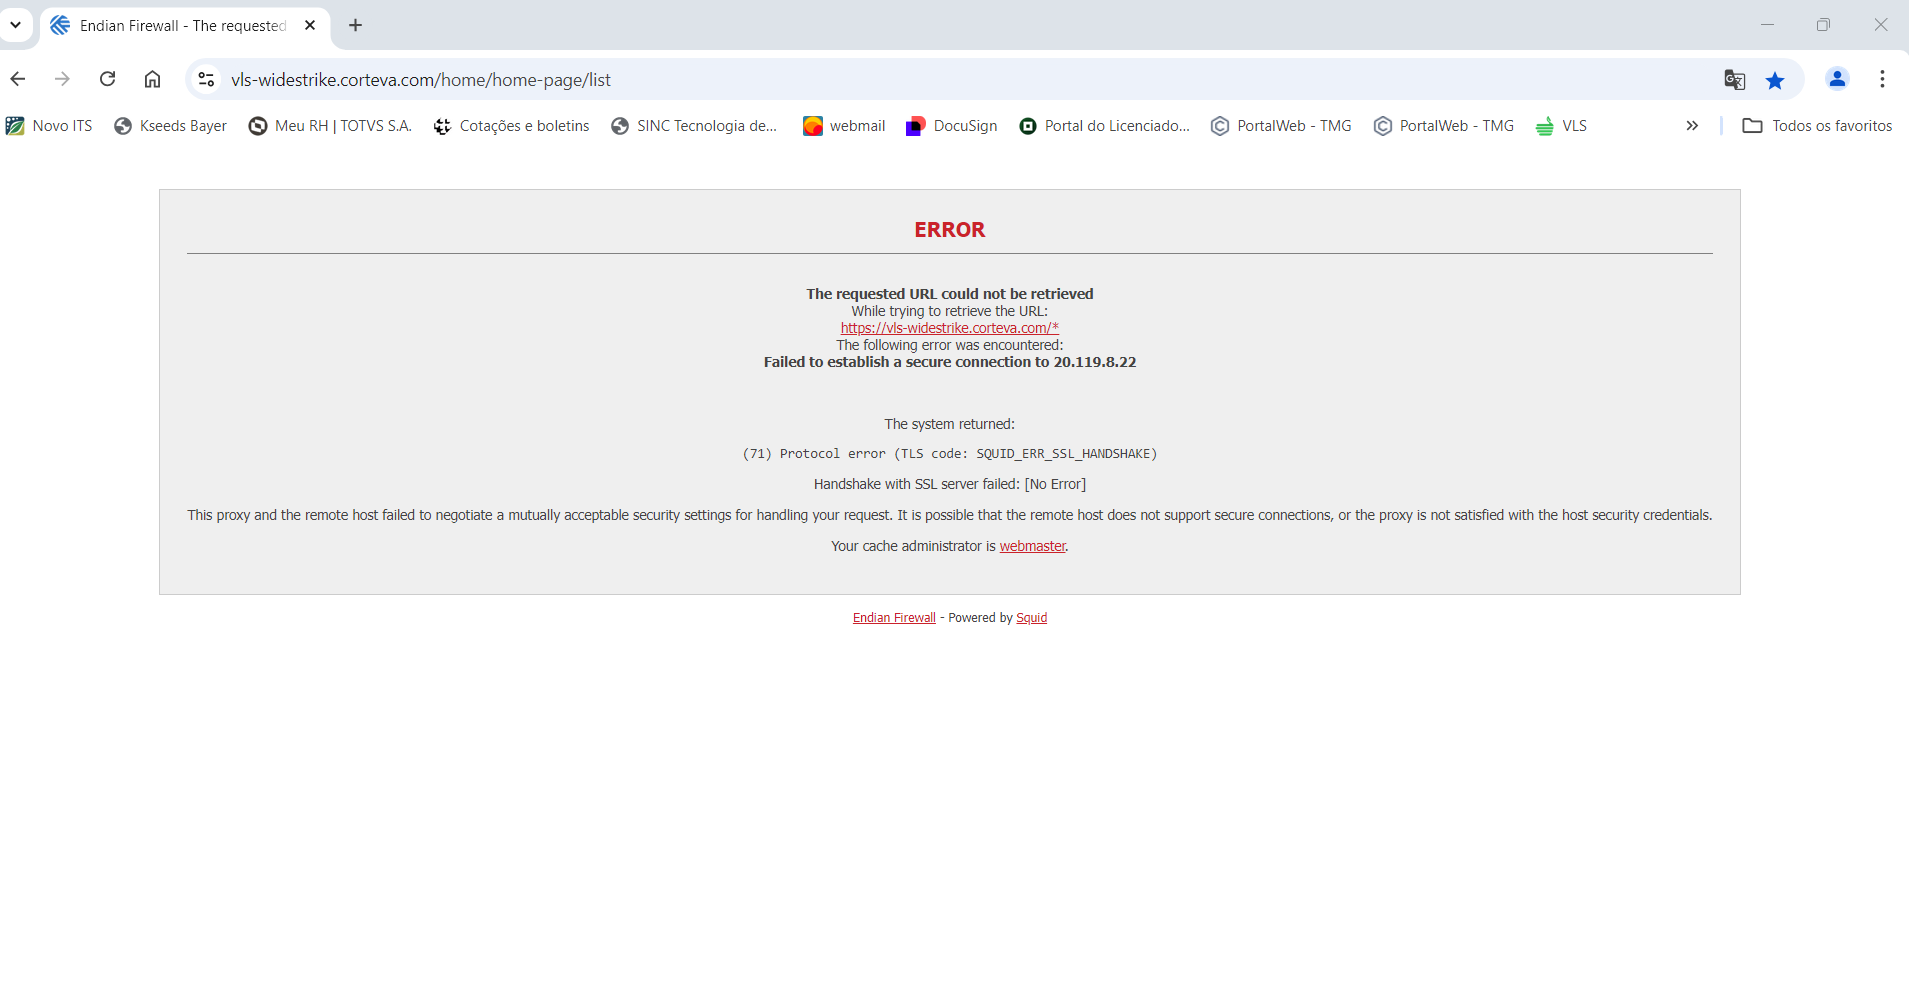 Endian Firewall - The requested
vls-widestrike.corteva.com/home/home-page/list
Novo ITS
Kseeds Bayer
Meu RH | TOTVS S.A.
Cotações e boletins
SINC Tecnologia de...
webmail
DocuSign
Portal do Licenciado...
PortalWeb - TMG
PortalWeb - TMG
VLS
»
Todos os favoritos
ERROR
The requested URL could not be retrieved
While trying to retrieve the URL:
https://vls-widestrike.corteva.com/*
The following error was encountered:
Failed to establish a secure connection to 20.119.8.22
The system returned:
(71) Protocol error (TLS code: SQUID_ERR_SSL_HANDSHAKE)
Handshake with SSL server failed: [No Error]
This proxy and the remote host failed to negotiate a mutually acceptable security settings for handling your request. It is possible that the remote host does not support secure connections, or the proxy is not satisfied with the host security credentials.
Your cache administrator is webmaster.
Endian Firewall - Powered by Squid